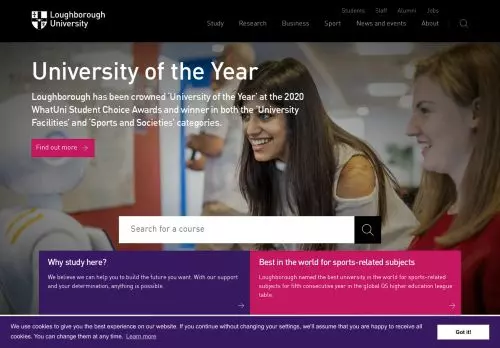 Loughborough
University
Students Staff Alumni Jobs
Study Research Business Sport News and events About
University of the Year
Loughborough has been crowned 'University of the Year' at the 2020
WhatUni Student Choice Awards and winner in both the 'University
Facilities' and 'Sports and Societies' categories.
Find out more
Search for a course
Why study here?
We believe we can help you to build the future you want. With our support
and your determination, anything is possible.
Best in the world for sports-related subjects
Loughborough named the best university in the world for sports-related
subjects for fifth consecutive year in the global QS higher education league
table.
We use cookies to give you the best experience on our website. If you continue without changing your settings, we'll assume that you are happy to receive all
cookies. You can change them at any time. Learn more
Got it!